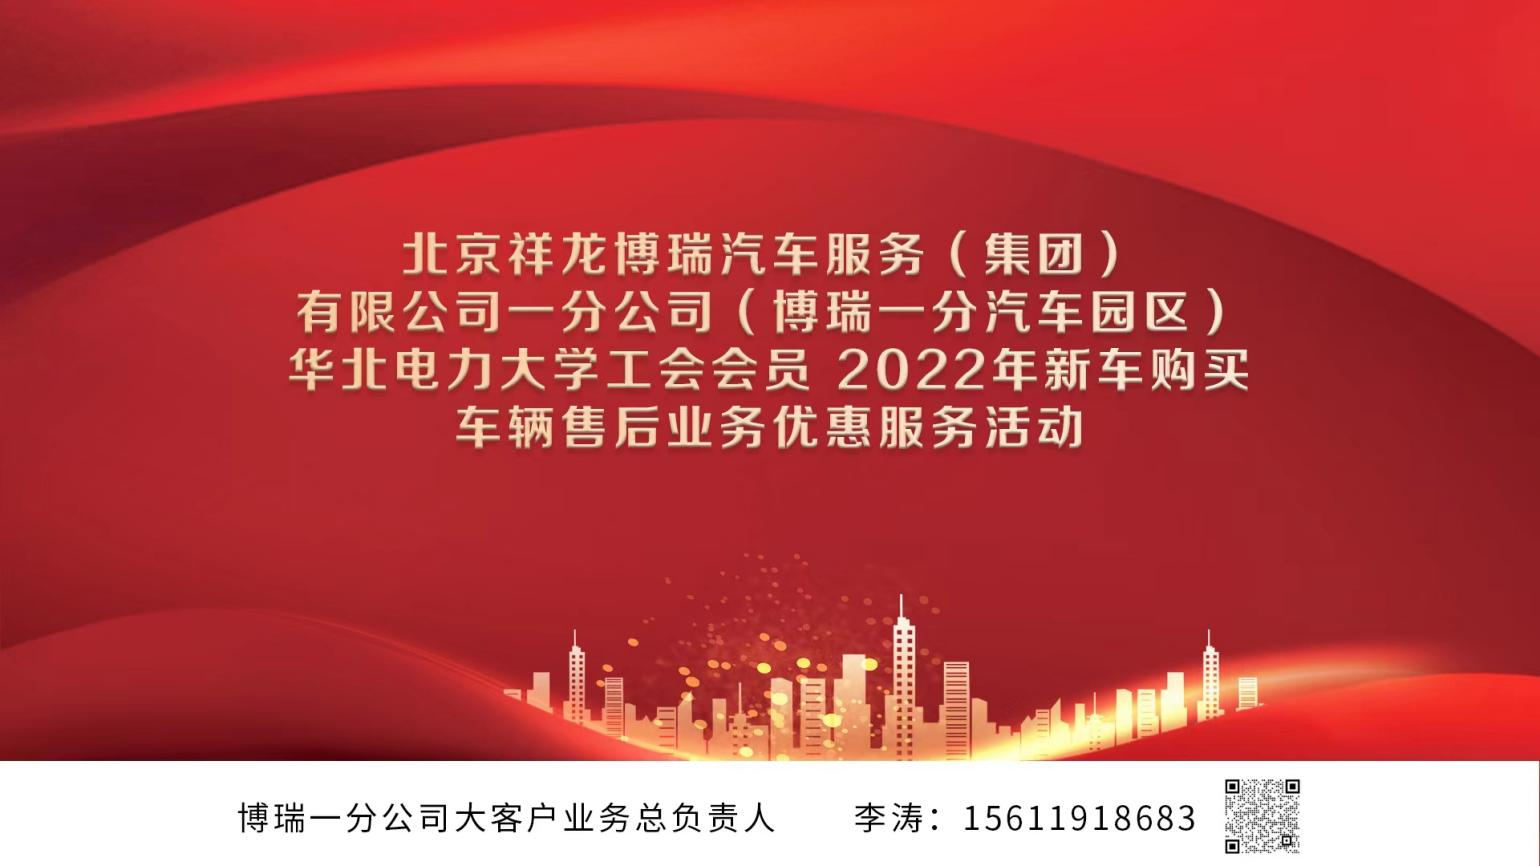 北京祥龙博瑞汽车服务（集团）
有限公司一分公司（博瑞一分汽车园区）
华北电力大学工会会员 2022年新车购买
车辆售后业务优惠服务活动
博瑞一分公司大客户业务总负责人 李涛：15611918683